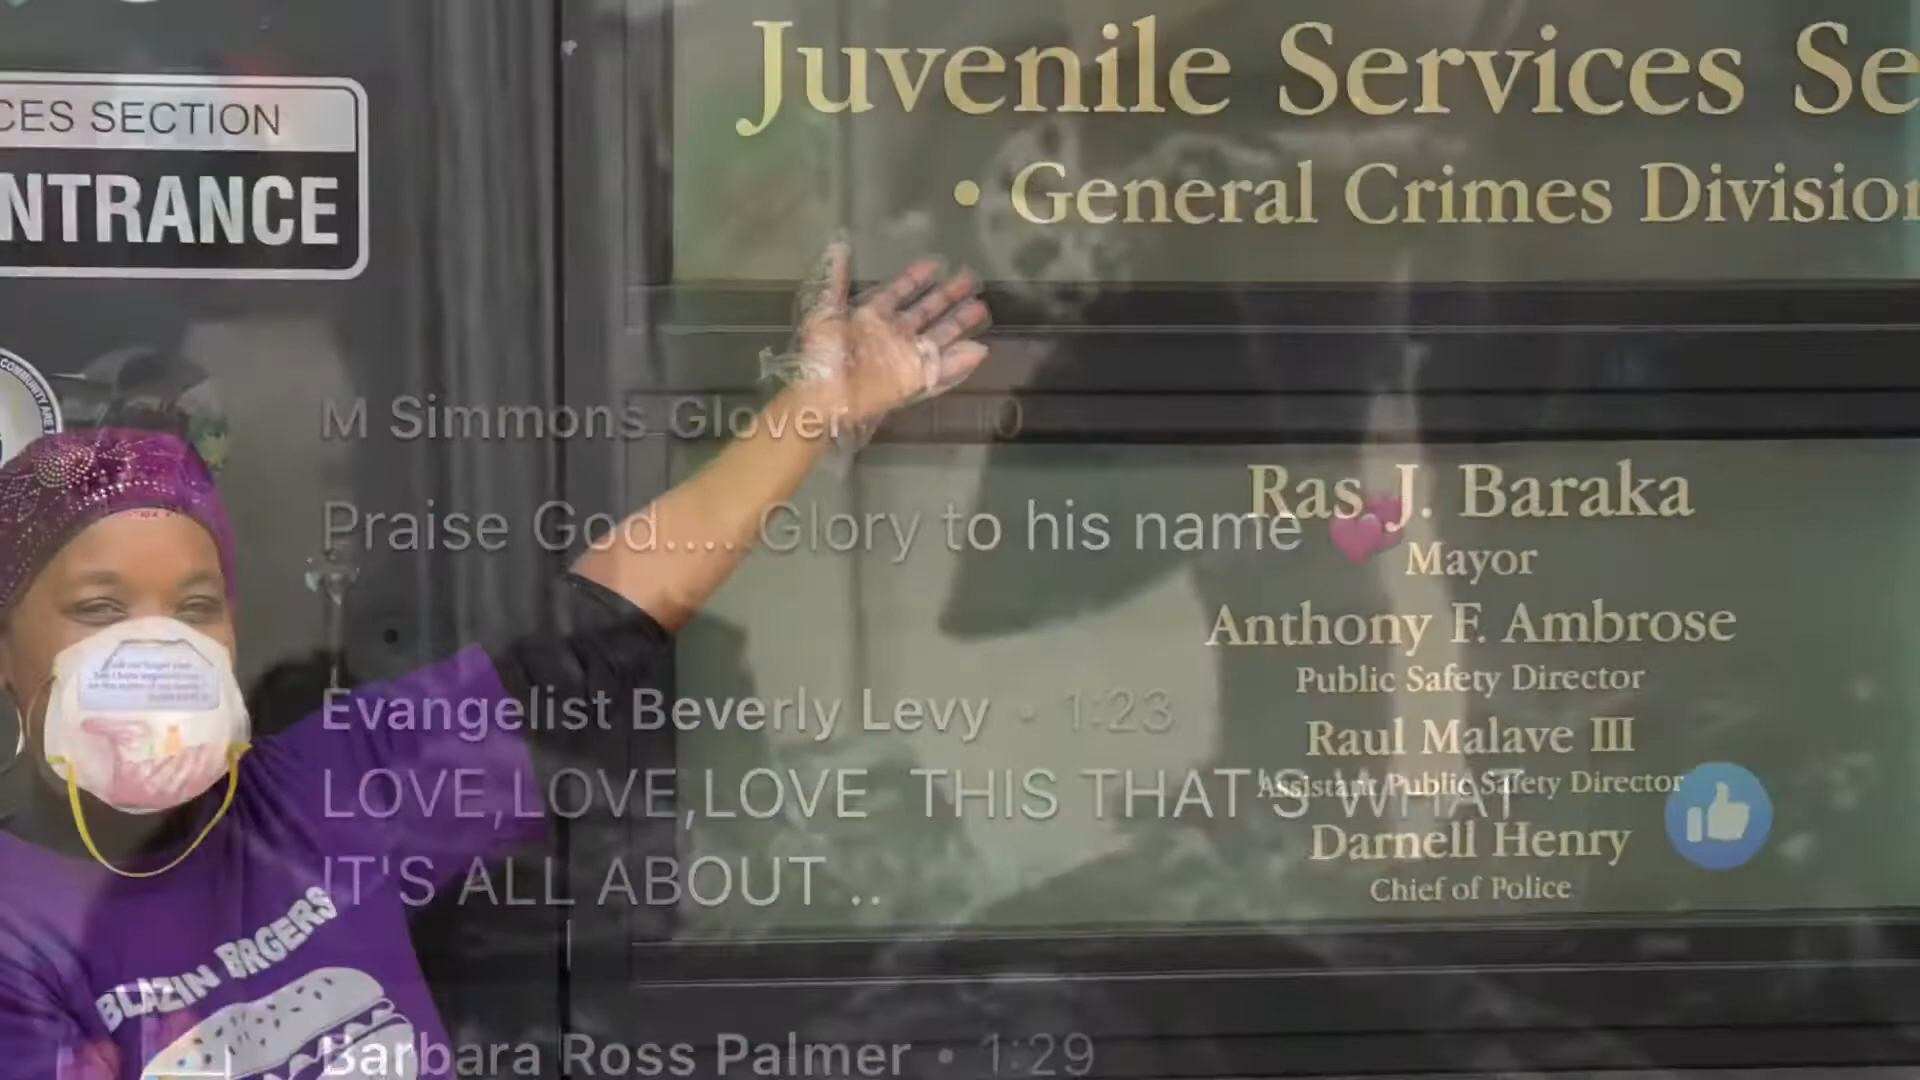 Juvenile Services Se
CES SECTION
NTRANCE
• General Crimes Division
COMMUNITY ARE
M Simmons Glover
Praise God.... Glory to his name 💕
Ras J. Baraka
Mayor
Anthony F. Ambrose
Public Safety Director
Evangelist Beverly Levy • 1:23
Raul Malave III
Assistant Public Safety Director
LOVE,LOVE,LOVE THIS THAT'S WHAT
IT'S ALL ABOUT ..
Darnell Henry
Chief of Police
BLAZIN BRGERS
Barbara Ross Palmer • 1:29